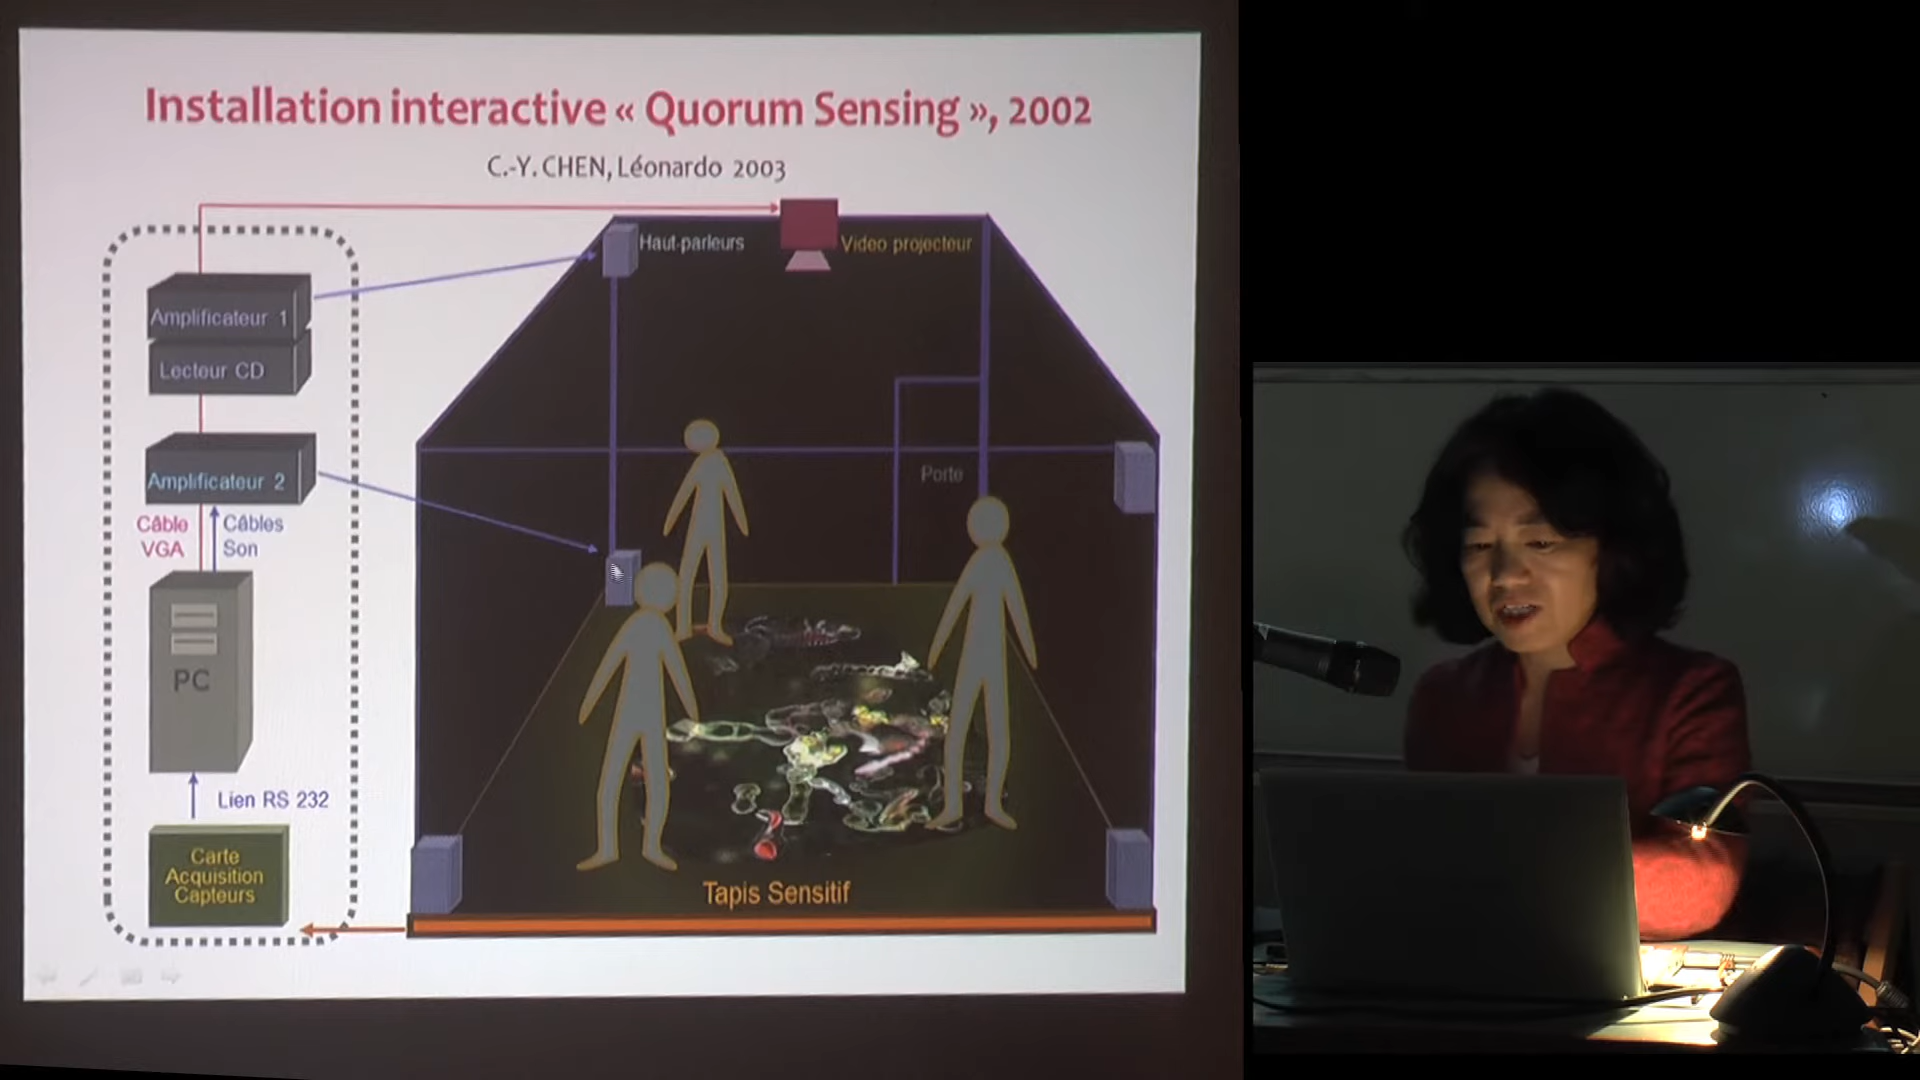 Installation interactive « Quorum Sensing », 2002
C.-Y. CHEN, Léonardo 2003
Haut-parleurs
Video projecteur
Amplificateur 1
Lecteur CD
Amplificateur 2
Porte
Câble
VGA
Câbles
Son
PC
Lien RS 232
Carte
Acquisition
Capteurs
Tapis Sensitif